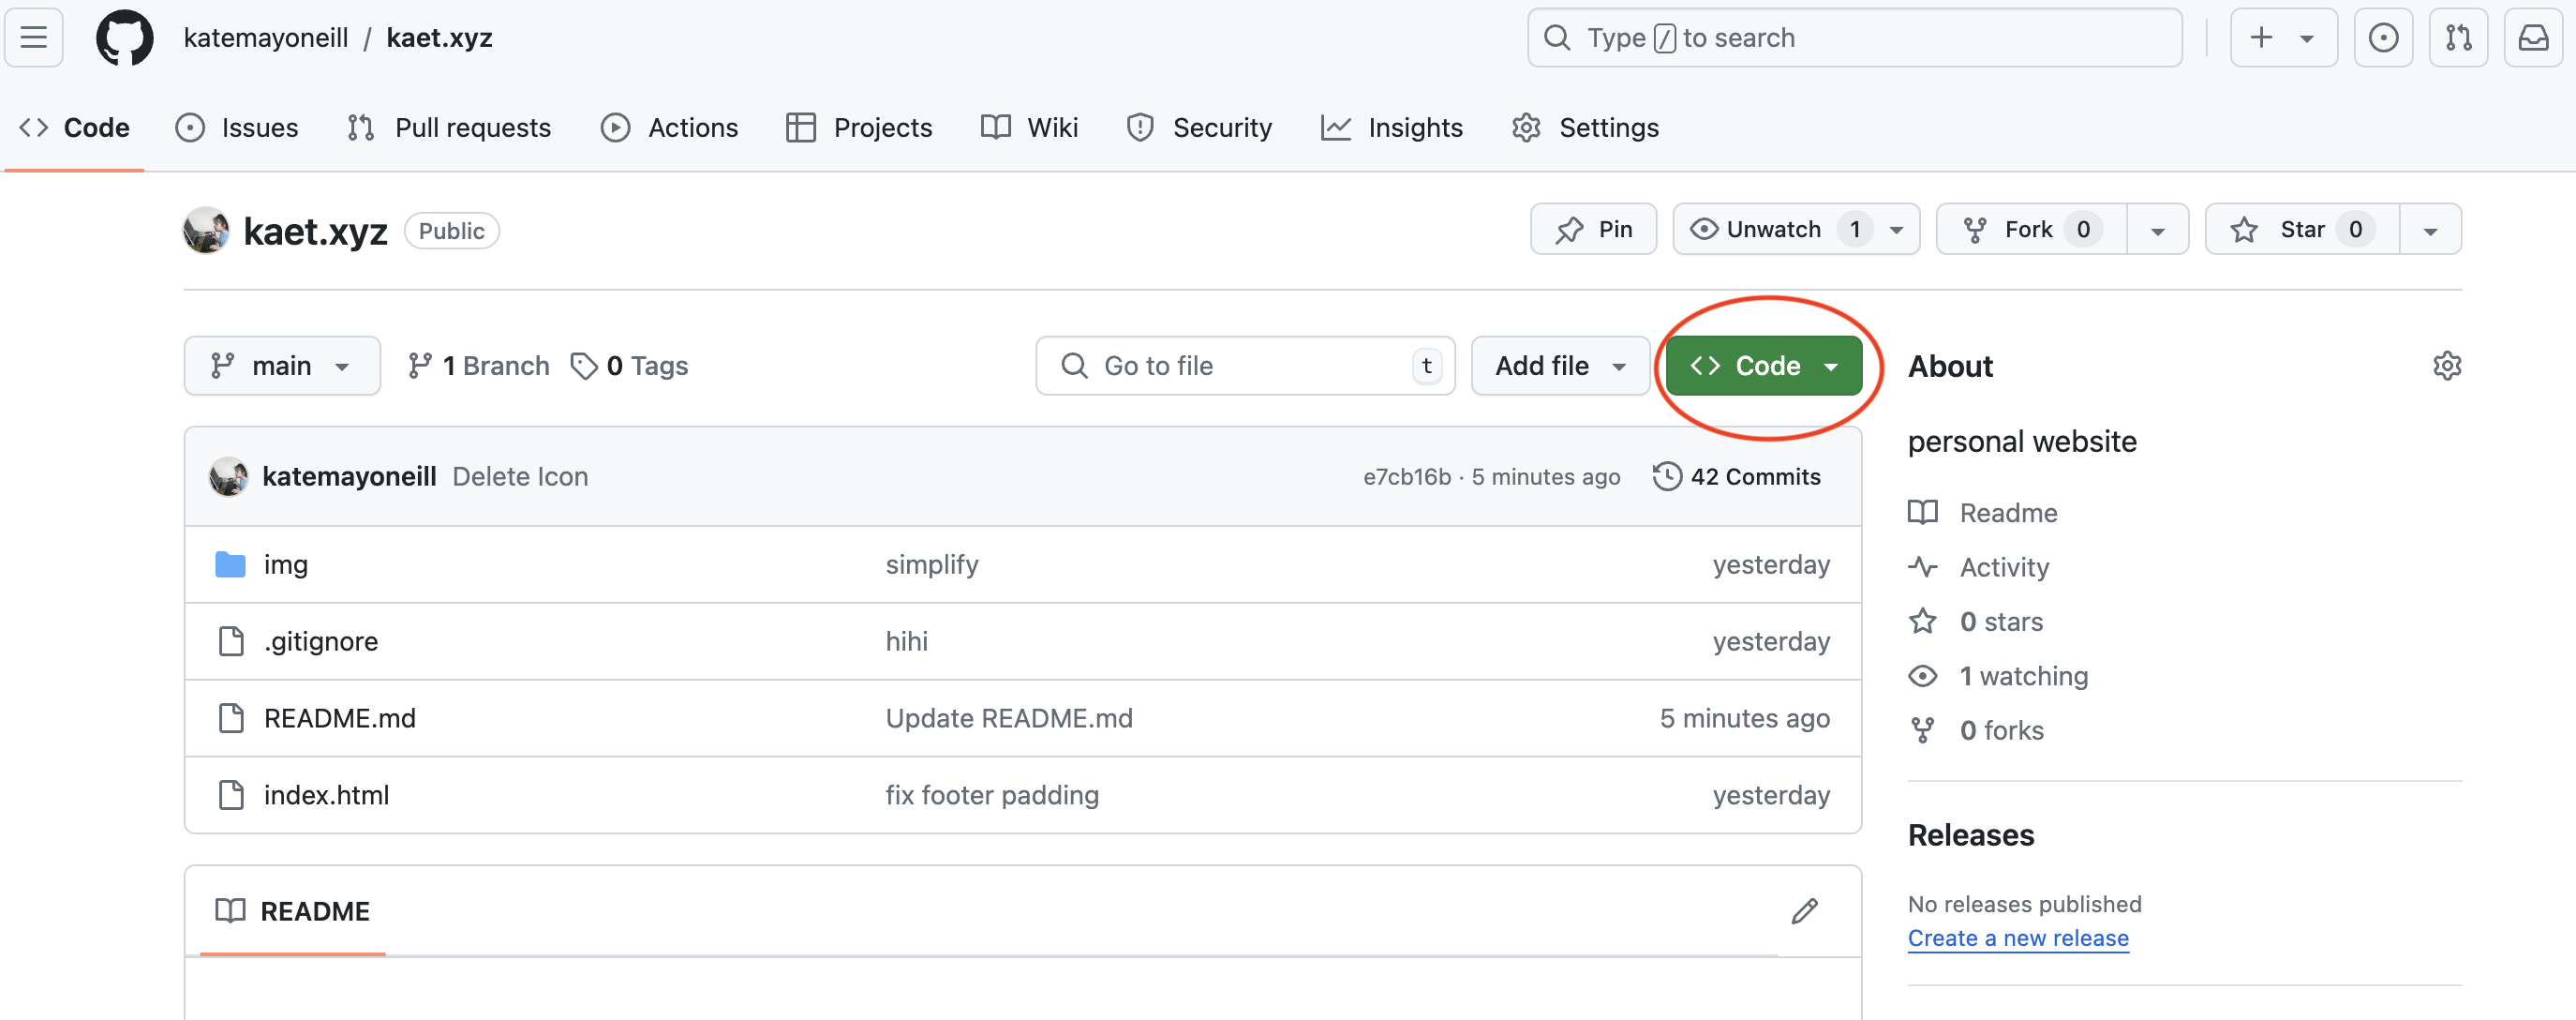 katemayoneill / kaet.xyz Type / to search
Code Issues Pull requests Actions Projects Wiki Security Insights Settings
kaet.xyz Public Pin Unwatch 1 Fork 0 Star 0
main 1 Branch 0 Tags Go to file t Add file Code
katemayoneill Delete Icon e7cb16b · 5 minutes ago 42 Commits
img simplify yesterday
.gitignore hihi yesterday
README.md Update README.md 5 minutes ago
index.html fix footer padding yesterday
README
About
personal website
Readme
Activity
0 stars
1 watching
0 forks
Releases
No releases published
Create a new release